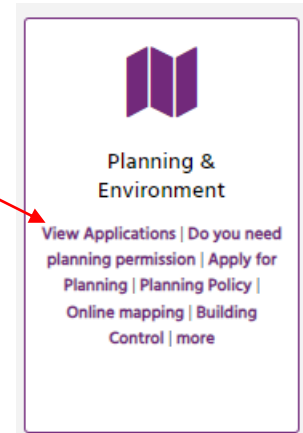 Planning &
Environment
View Applications | Do you need
planning permission | Apply for
Planning | Planning Policy |
Online mapping | Building
Control | more